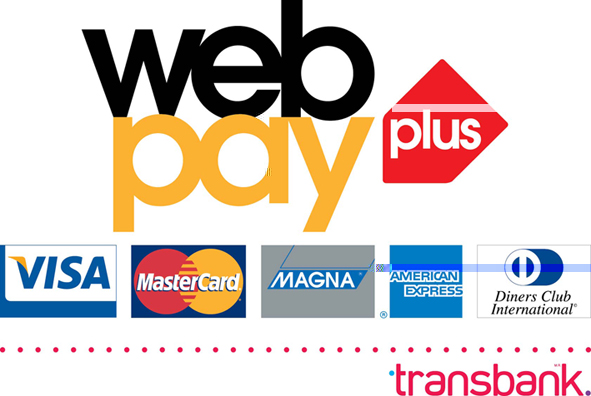 web
pay
plus
VISA
MasterCard
MAGNA
AMERICAN
EXPRESS
®
Diners Club
International®
transbank.